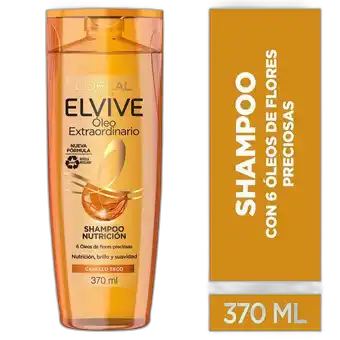 L'ORÉAL
ELVIVE
Óleo
Extraordinario
NUEVA
FÓRMULA
SHAMPOO
NUTRICIÓN
6 Óleos de flores preciosas
Nutrición, brillo y suavidad
CABELLO SECO
370 ml
SHAMPOO
CON 6 ÓLEOS DE FLORES
PRECIOSAS
370 ML